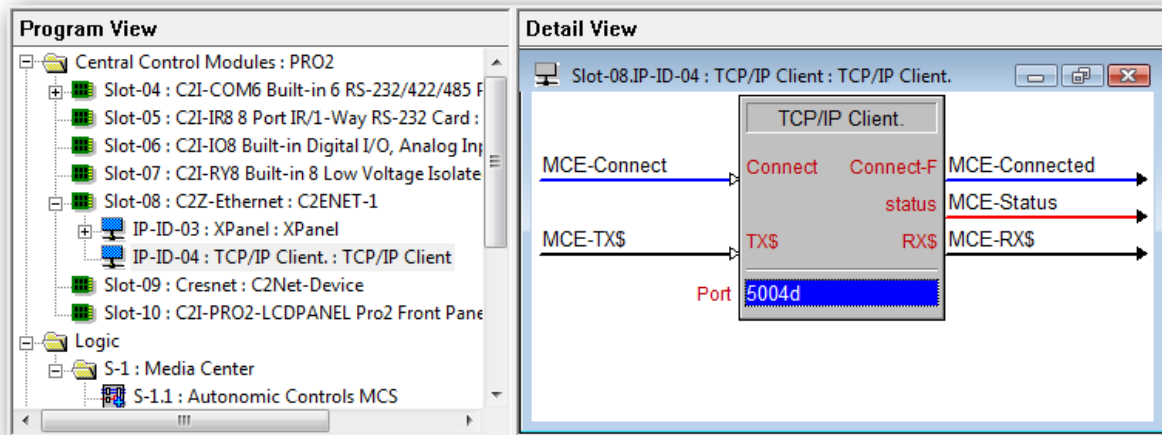 Program View
Central Control Modules : PRO2
Slot-04 : C2I-COM6 Built-in 6 RS-232/422/485 P
Slot-05 : C2I-IR8 8 Port IR/1-Way RS-232 Card :
Slot-06 : C2I-IO8 Built-in Digital I/O, Analog Inp
Slot-07 : C2I-RY8 Built-in 8 Low Voltage Isolate
Slot-08 : C2Z-Ethernet : C2ENET-1
IP-ID-03 : XPanel : XPanel
IP-ID-04 : TCP/IP Client. : TCP/IP Client
Slot-09 : Cresnet : C2Net-Device
Slot-10 : C2I-PRO2-LCDPANEL Pro2 Front Pane
Logic
S-1 : Media Center
S-1.1 : Autonomic Controls MCS
Detail View
Slot-08.IP-ID-04 : TCP/IP Client : TCP/IP Client.
TCP/IP Client.
MCE-Connect Connect Connect-F MCE-Connected
status MCE-Status
MCE-TX$ TX$ RX$ MCE-RX$
Port 5004d